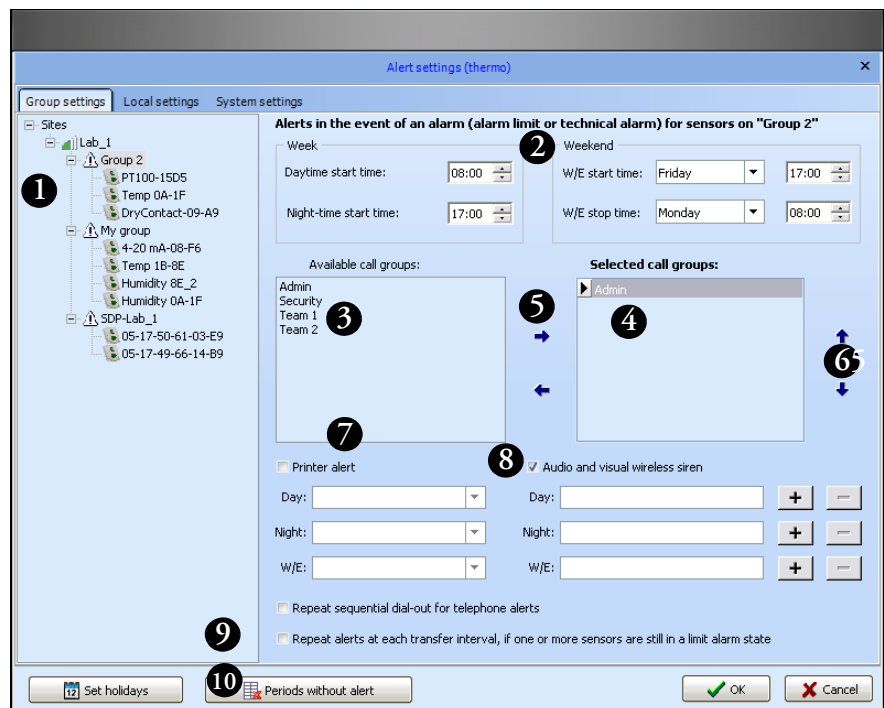 Alert settings (thermo)
Group settings Local settings System settings
Sites
Lab_1
Group 2
PT100-15D5
Temp 0A-1F
DryContact-09-A9
My group
4-20 mA-08-F6
Temp 1B-8E
Humidity 8E_2
Humidity 0A-1F
SDP-Lab_1
05-17-50-61-03-E9
05-17-49-66-14-B9
1
Alerts in the event of an alarm (alarm limit or technical alarm) for sensors on "Group 2"
Week
Daytime start time: 08:00
Night-time start time: 17:00
2
Weekend
W/E start time: Friday 17:00
W/E stop time: Monday 08:00
Available call groups:
Admin
Security
Team 1
Team 2
3
5
Selected call groups:
Admin
4
65
7
Printer alert
Day:
Night:
W/E:
8
Audio and visual wireless siren
Day: + −
Night: + −
W/E: + −
Repeat sequential dial-out for telephone alerts
9
Repeat alerts at each transfer interval, if one or more sensors are still in a limit alarm state
12 Set holidays
10
Periods without alert
OK
Cancel